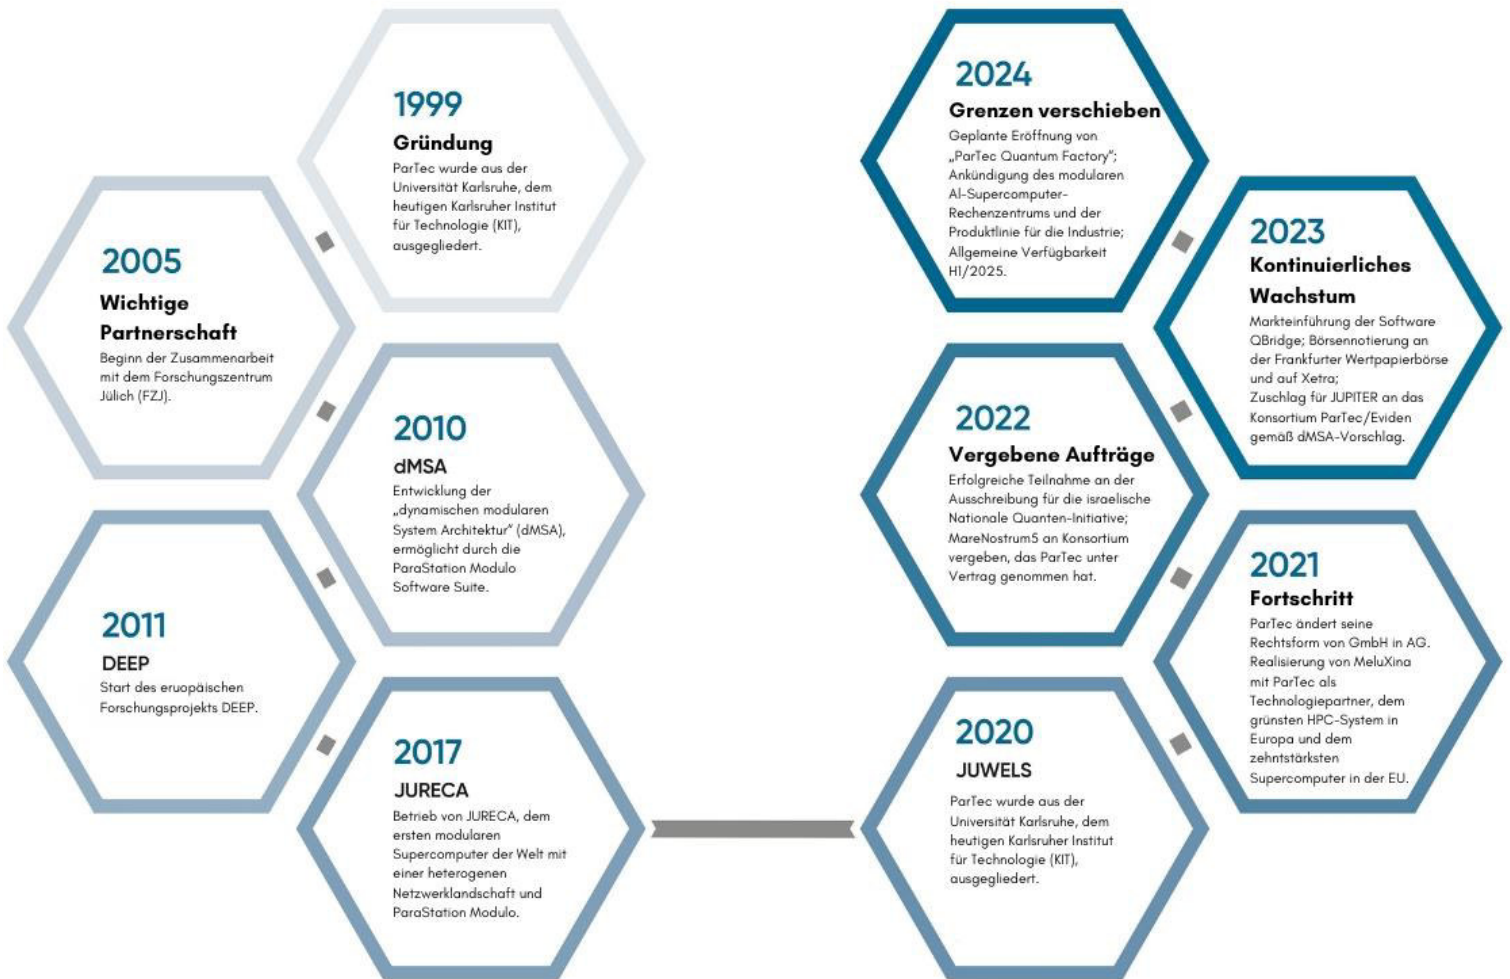 1999
Gründung
ParTec wurde aus der
Universität Karlsruhe, dem
heutigen Karlsruher Institut
für Technologie (KIT),
ausgegliedert.
2005
Wichtige
Partnerschaft
Beginn der Zusammenarbeit
mit dem Forschungszentrum
Jülich (FZJ).
2010
dMSA
Entwicklung der
„dynamischen modularen
System Architektur“ (dMSA),
ermöglicht durch die
ParaStation Modulo
Software Suite.
2011
DEEP
Start des eruopäischen
Forschungsprojekts DEEP.
2017
JURECA
Betrieb von JURECA, dem
ersten modularen
Supercomputer der Welt mit
einer heterogenen
Netzwerklandschaft und
ParaStation Modulo.
2020
JUWELS
ParTec wurde aus der
Universität Karlsruhe, dem
heutigen Karlsruher Institut
für Technologie (KIT),
ausgegliedert.
2021
Fortschritt
ParTec ändert seine
Rechtsform von GmbH in AG.
Realisierung von MeluXina
mit ParTec als
Technologiepartner, dem
grünsten HPC-System in
Europa und dem
zehntstärksten
Supercomputer in der EU.
2022
Vergebene Aufträge
Erfolgreiche Teilnahme an der
Ausschreibung für die israelische
Nationale Quanten-Initiative;
MareNostrum5 an Konsortium
vergeben, das ParTec unter
Vertrag genommen hat.
2023
Kontinuierliches
Wachstum
Markteinführung der Software
QBridge; Börsennotierung an
der Frankfurter Wertpapierbörse
und auf Xetra;
Zuschlag für JUPITER an das
Konsortium ParTec/Eviden
gemäß dMSA-Vorschlag.
2024
Grenzen verschieben
Geplante Eröffnung von
„ParTec Quantum Factory“;
Ankündigung des modularen
AI-Supercomputer-
Rechenzentrums und der
Produktlinie für die Industrie;
Allgemeine Verfügbarkeit
H1/2025.